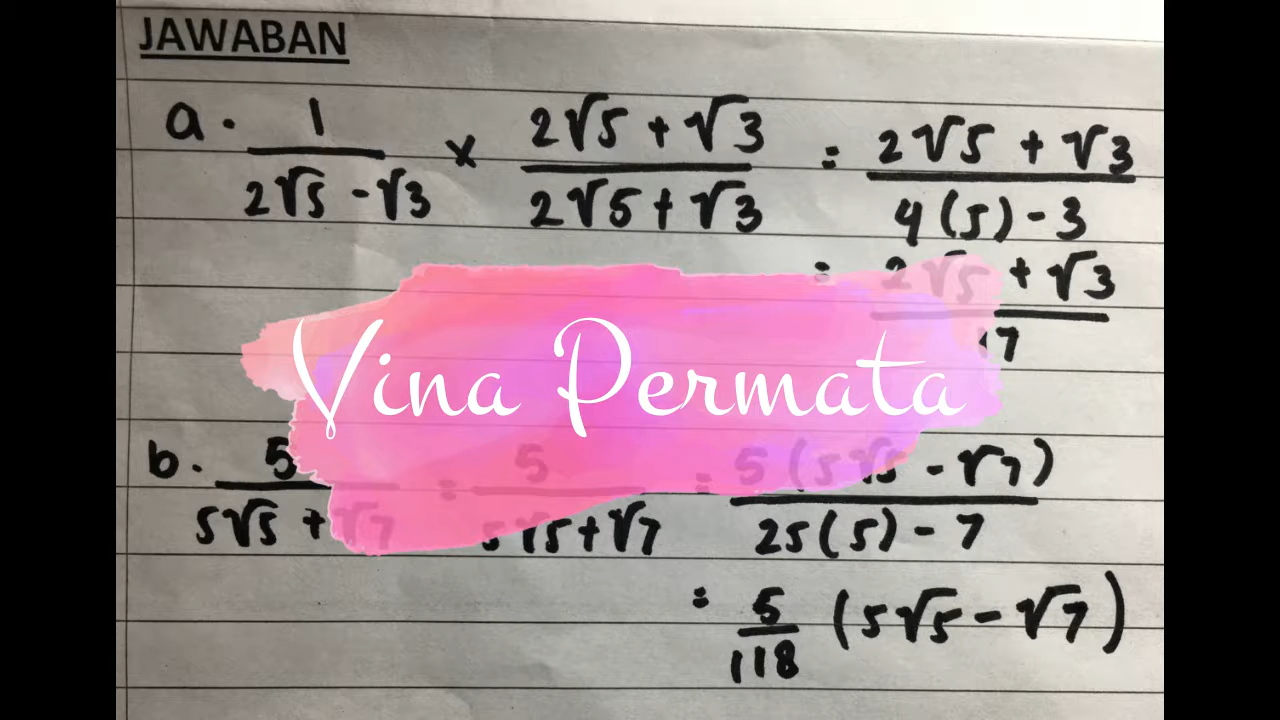 JAWABAN
a. 1/(2√5 - √3) × (2√5 + √3)/(2√5 + √3) = (2√5 + √3)/(4(5) - 3)
= (2√5 + √3)/17
Vina Permata
b. 5/(5√5 + √7) = 5/(5√5 + √7) = 5(5√5 - √7)/(25(5) - 7)
= 5/118 (5√5 - √7)